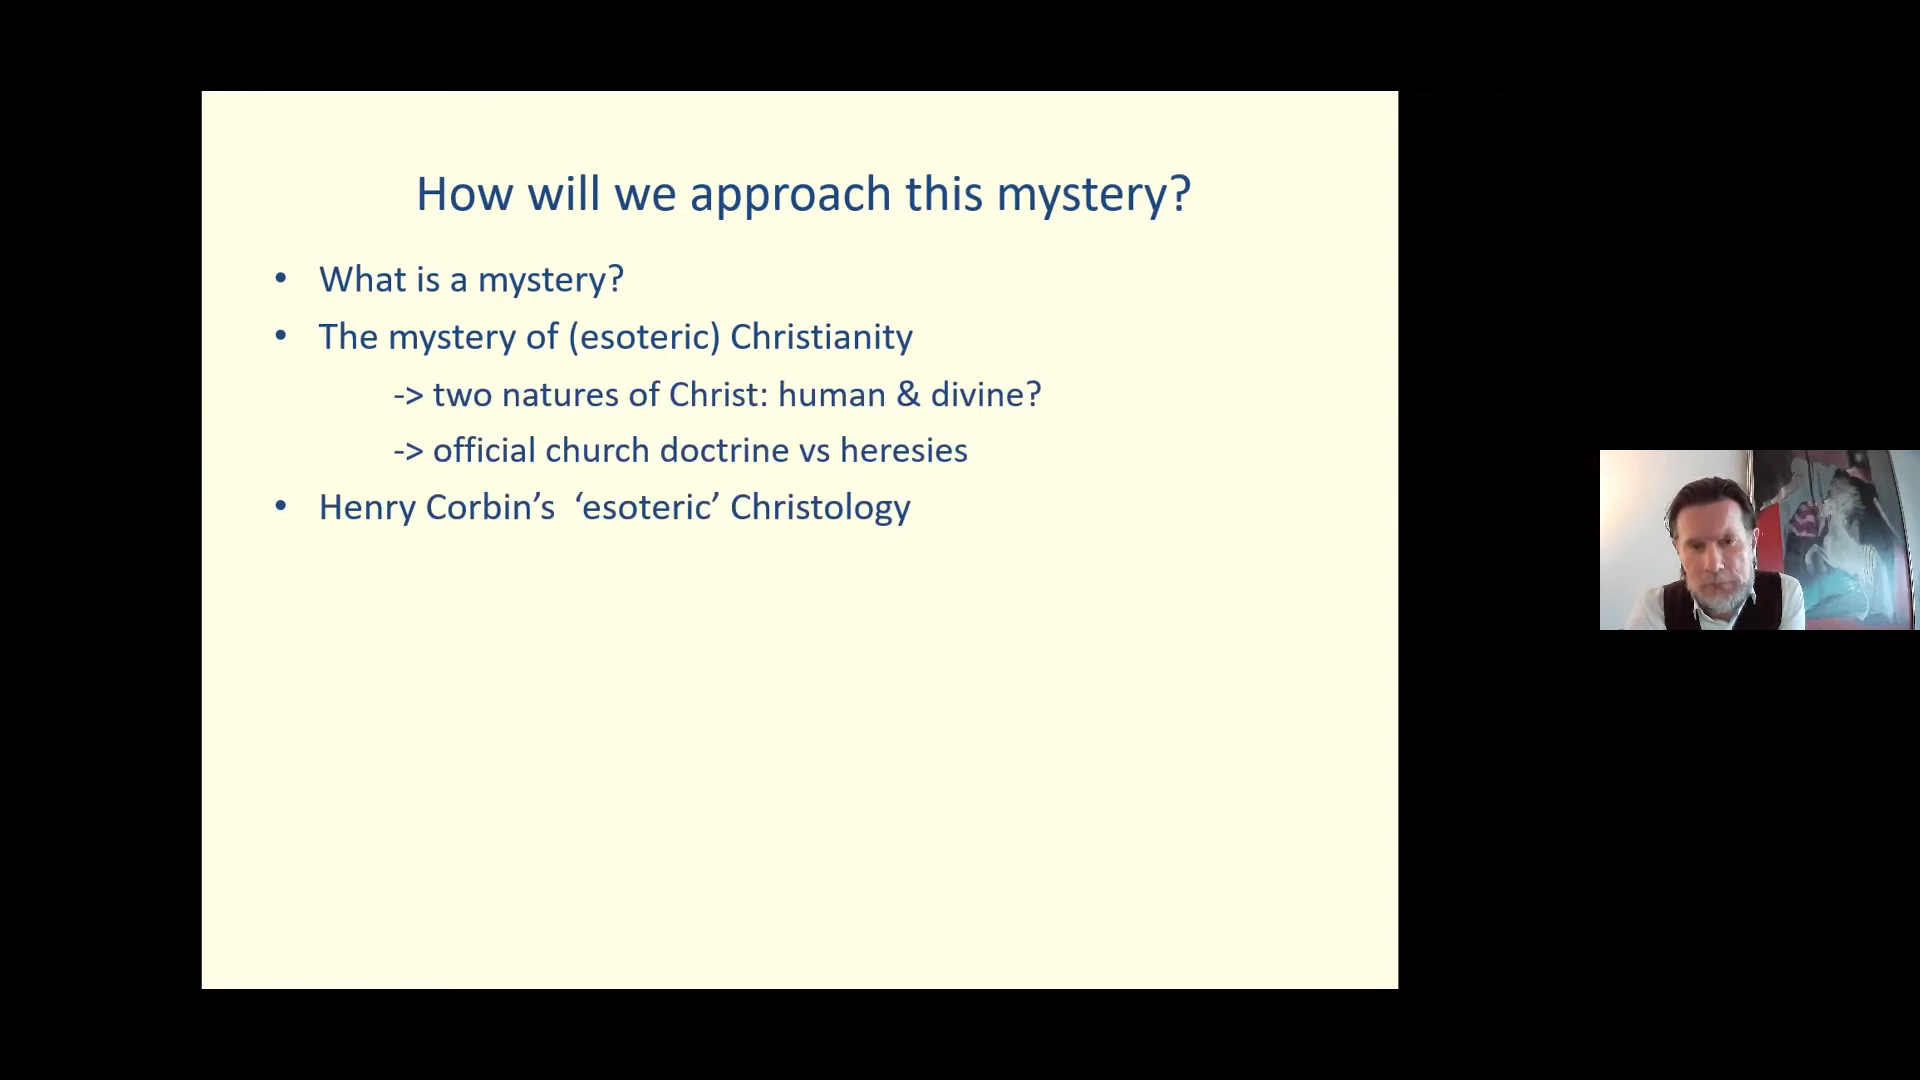 How will we approach this mystery?
• What is a mystery?
• The mystery of (esoteric) Christianity
-> two natures of Christ: human & divine?
-> official church doctrine vs heresies
• Henry Corbin’s  ‘esoteric’ Christology